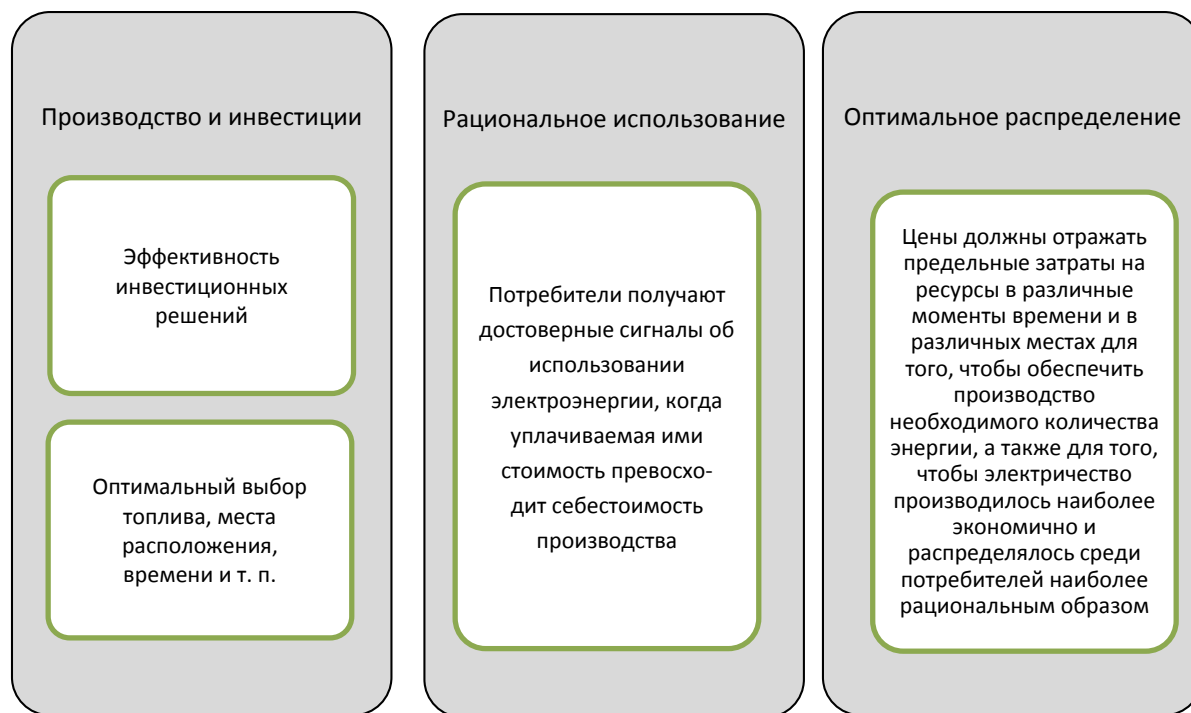 Производство и инвестиции
Эффективность
инвестиционных
решений
Оптимальный выбор
топлива, места
расположения,
времени и т. п.
Рациональное использование
Потребители получают
достоверные сигналы об
использовании
электроэнергии, когда
уплачиваемая ими
стоимость превосхо-
дит себестоимость
производства
Оптимальное распределение
Цены должны отражать
предельные затраты на
ресурсы в различные
моменты времени и в
различных местах для
того, чтобы обеспечить
производство
необходимого количества
энергии, а также для того,
чтобы электричество
производилось наиболее
экономично и
распределялось среди
потребителей наиболее
рациональным образом